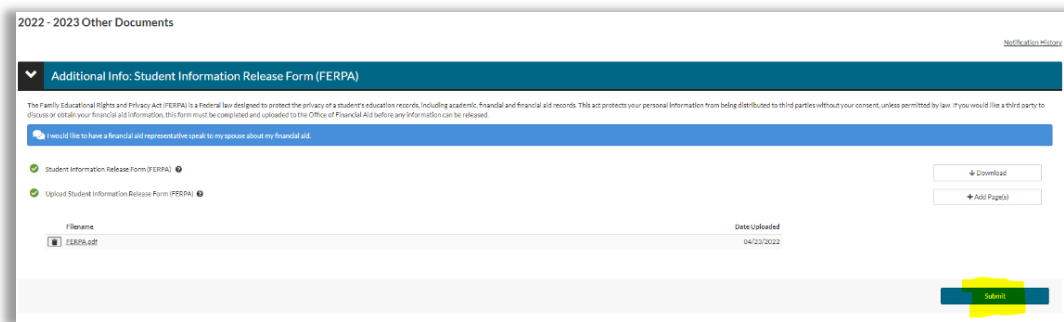 2022 - 2023 Other Documents
Notification History
Additional Info: Student Information Release Form (FERPA)
The Family Educational Rights and Privacy Act (FERPA) is a Federal law designed to protect the privacy of a student's education records, including academic, financial and financial aid records. This act protects your personal information from being distributed to third parties without your consent, unless permitted by law. If you would like a third party to
discuss or obtain your financial aid information, this form must be completed and uploaded to the Office of Financial Aid before any information can be released.
I would like to have a financial aid representative speak to my spouse about my financial aid.
Student Information Release Form (FERPA)
Download
Upload Student Information Release Form (FERPA)
+ Add Page(s)
Filename
Date Uploaded
FERPA.pdf
04/23/2022
Submit